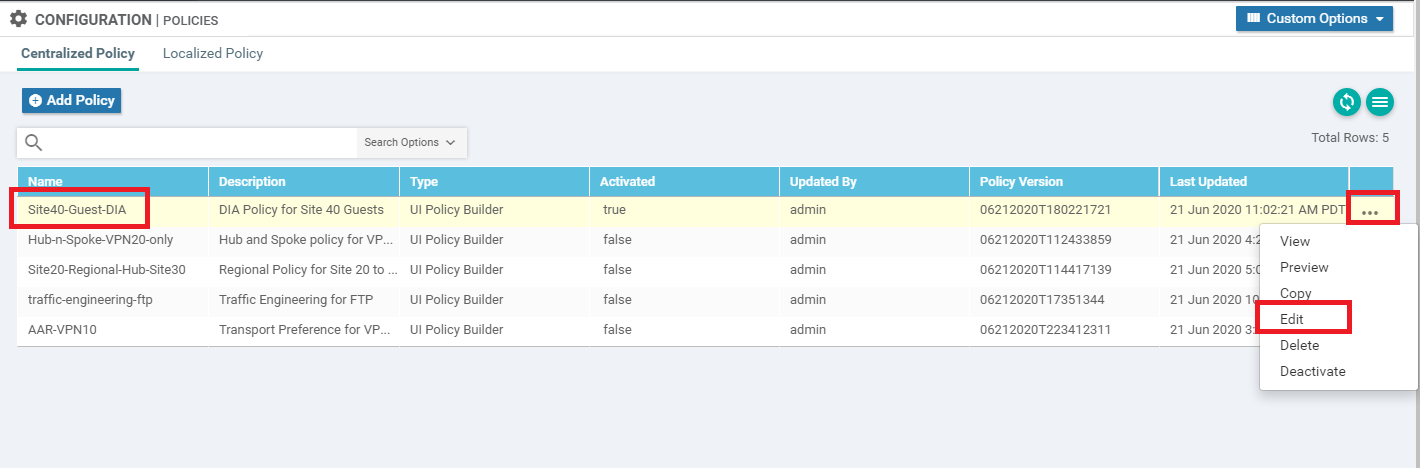 CONFIGURATION | POLICIES
Custom Options
Centralized Policy Localized Policy
Add Policy
Search Options
Total Rows: 5
Name Description Type Activated Updated By Policy Version Last Updated
Site40-Guest-DIA DIA Policy for Site 40 Guests UI Policy Builder true admin 06212020T180221721 21 Jun 2020 11:02:21 AM PDT
Hub-n-Spoke-VPN20-only Hub and Spoke policy for VP... UI Policy Builder false admin 06212020T112433859 21 Jun 2020 4:2
Site20-Regional-Hub-Site30 Regional Policy for Site 20 to ... UI Policy Builder false admin 06212020T114417139 21 Jun 2020 5:0
traffic-engineering-ftp Traffic Engineering for FTP UI Policy Builder false admin 06212020T17351344 21 Jun 2020 10
AAR-VPN10 Transport Preference for VP... UI Policy Builder false admin 06212020T223412311 21 Jun 2020 3:
View
Preview
Copy
Edit
Delete
Deactivate